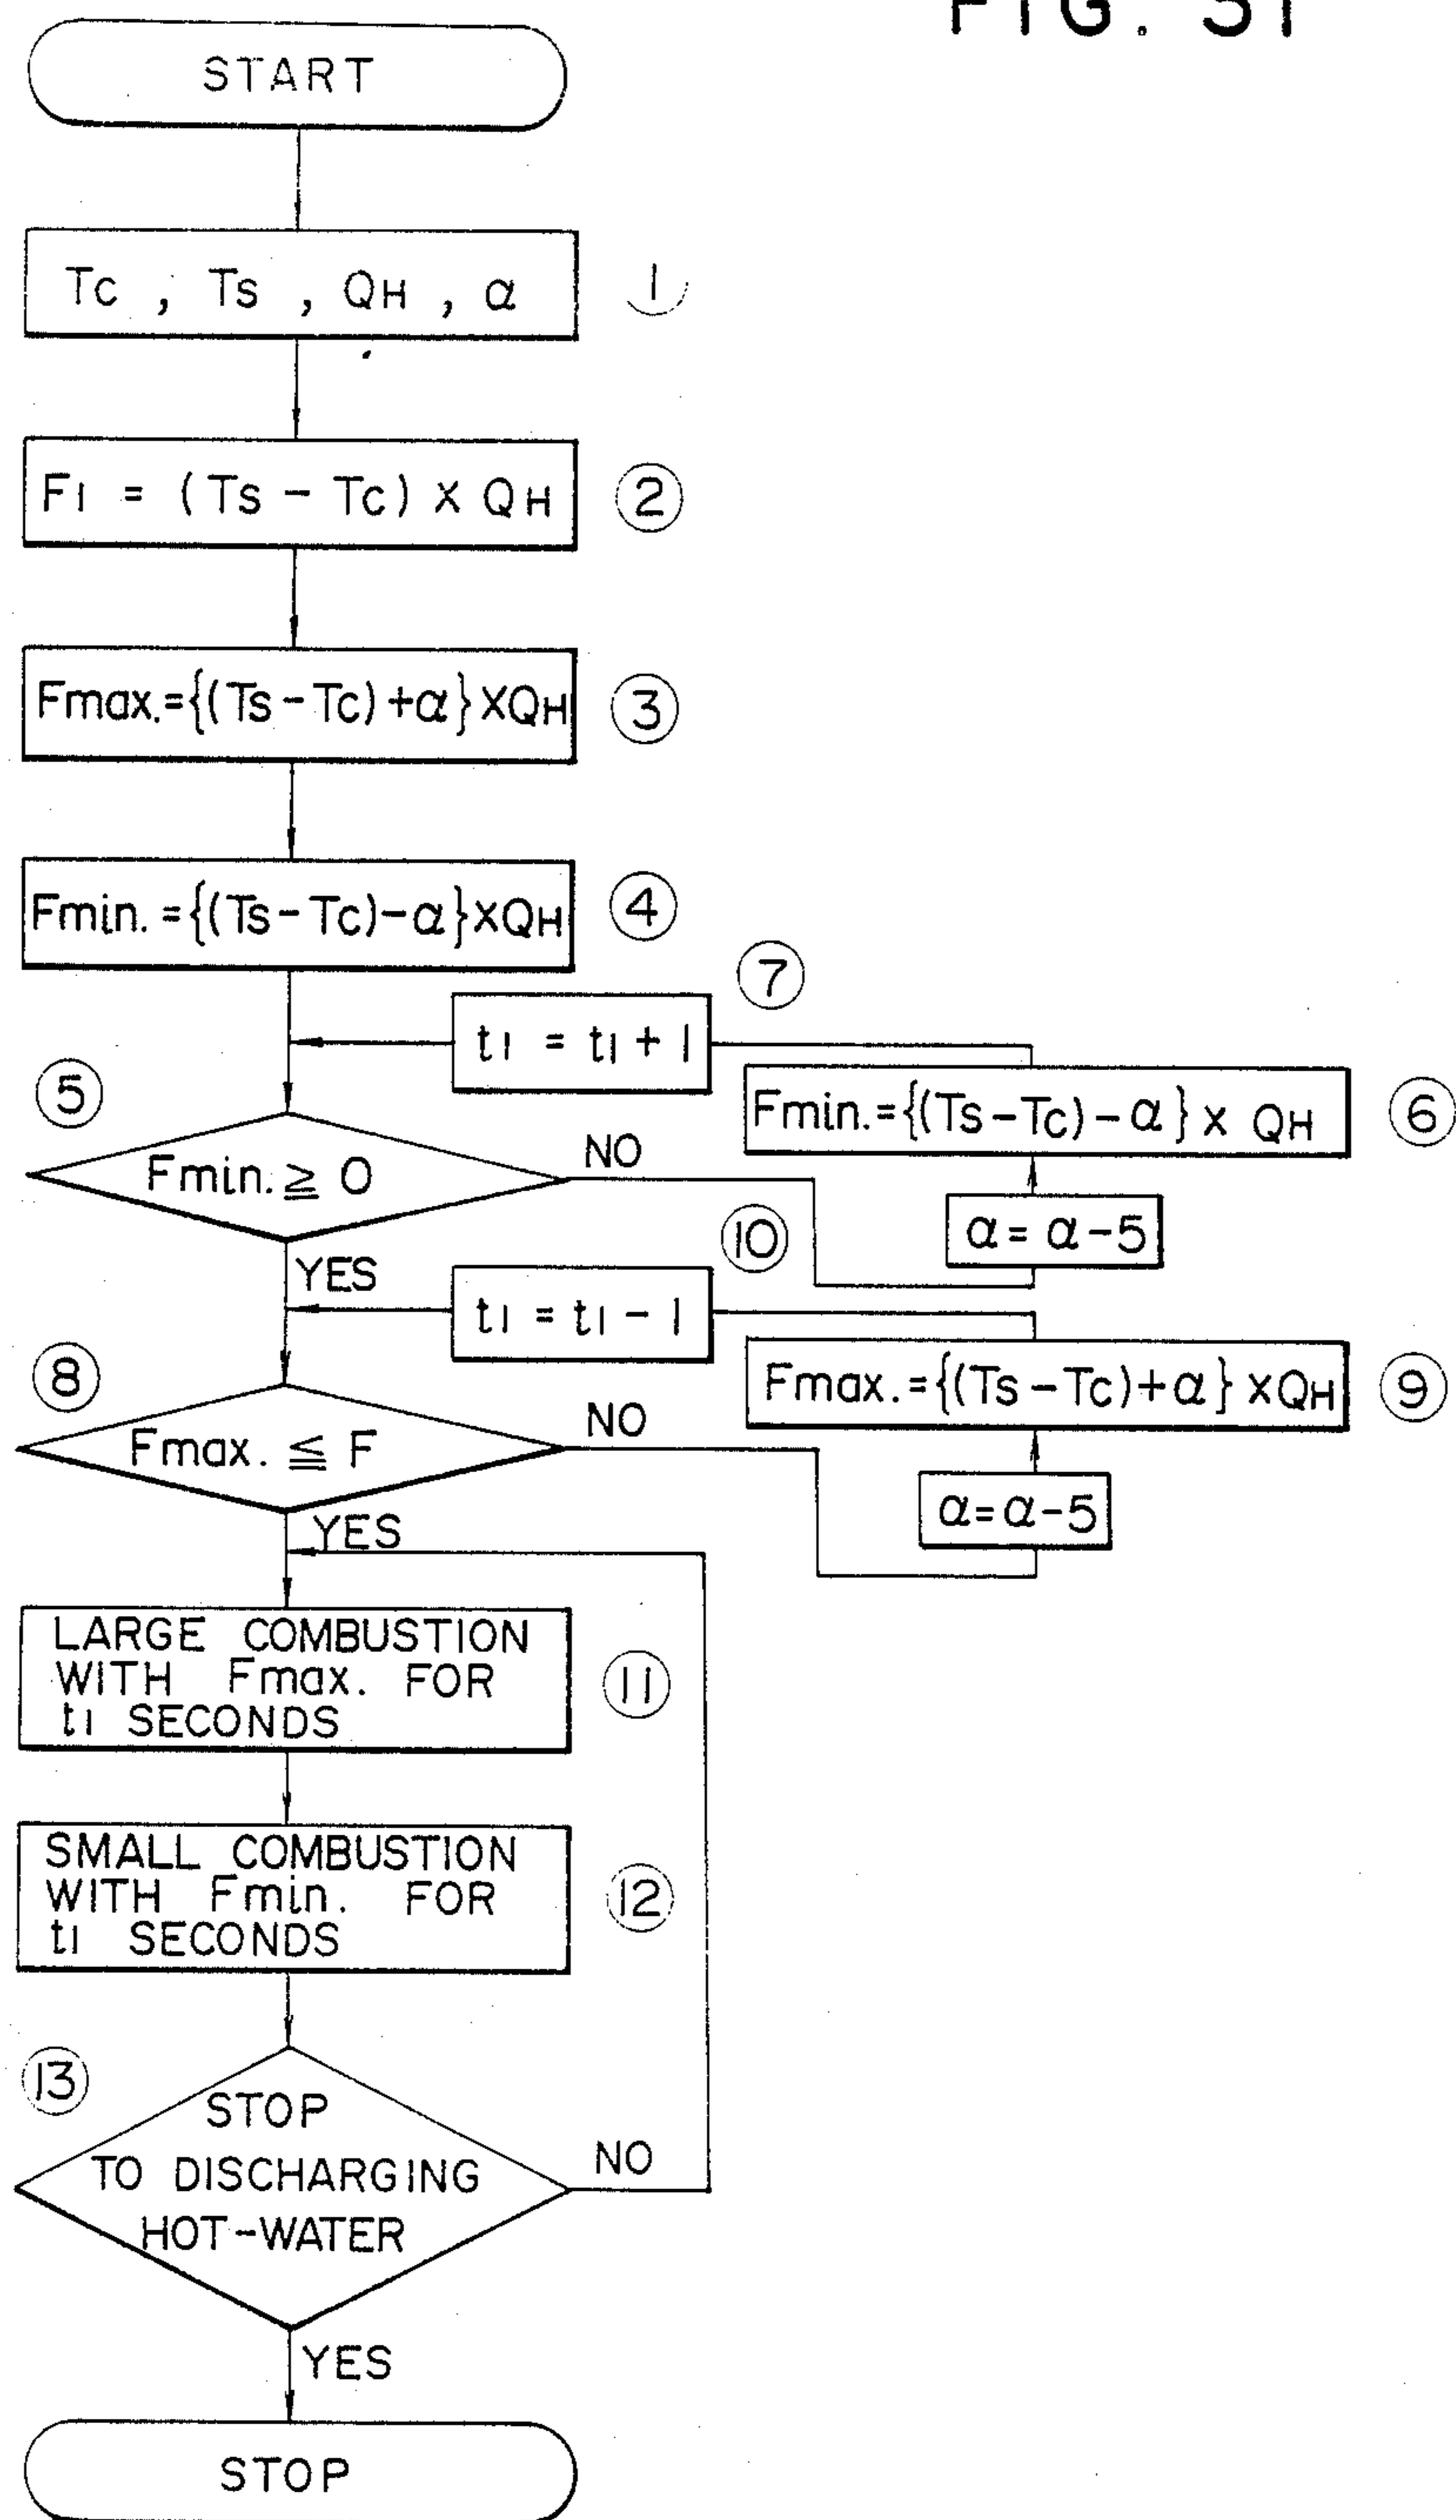 FIG. 31
START
Tc , Ts , QH , α
1
F1 = (Ts - Tc) x QH
2
Fmax.={(Ts-Tc)+α}XQH
3
Fmin.={(Ts-Tc)-α}XQH
4
7
t1 = t1 + 1
5
Fmin.={(Ts-Tc)-α} x QH
6
Fmin. ≧ 0
NO
α= α-5
10
YES
t1 = t1 - 1
8
Fmax.={(Ts-Tc)+α} xQH
9
Fmax. ≦ F
NO
α=α-5
YES
LARGE COMBUSTION
WITH Fmax. FOR
t1 SECONDS
11
SMALL COMBUSTION
WITH Fmin. FOR
t1 SECONDS
12
13
STOP
TO DISCHARGING
HOT-WATER
NO
YES
STOP